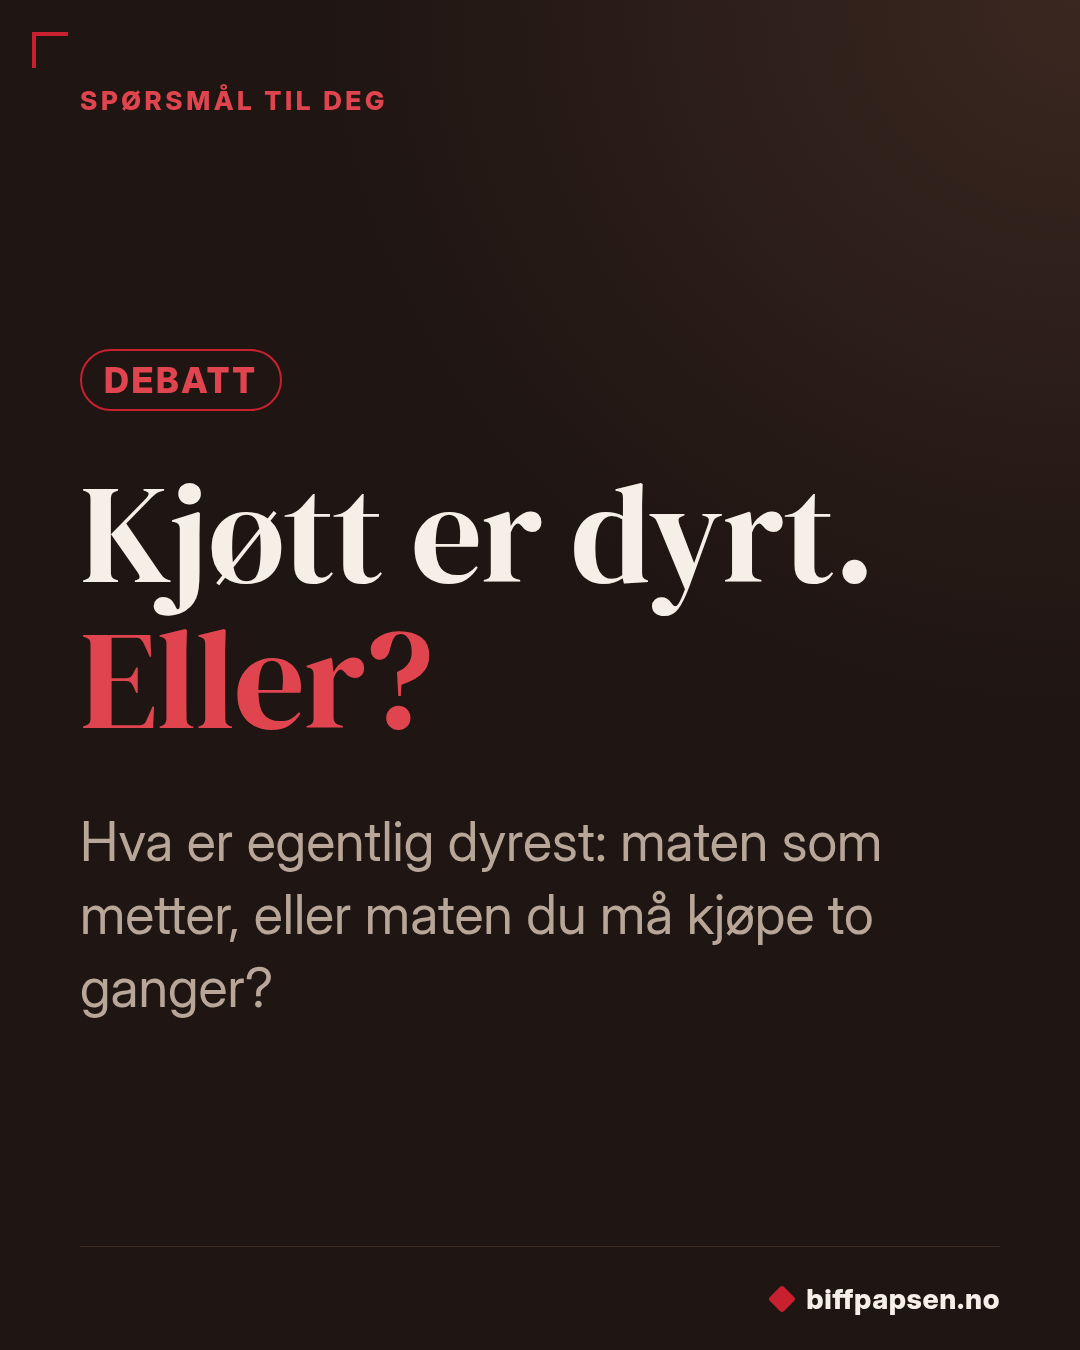 SPØRSMÅL TIL DEG
DEBATT
Kjøtt er dyrt.
Eller?
Hva er egentlig dyrest: maten som
metter, eller maten du må kjøpe to
ganger?
biffpapsen.no